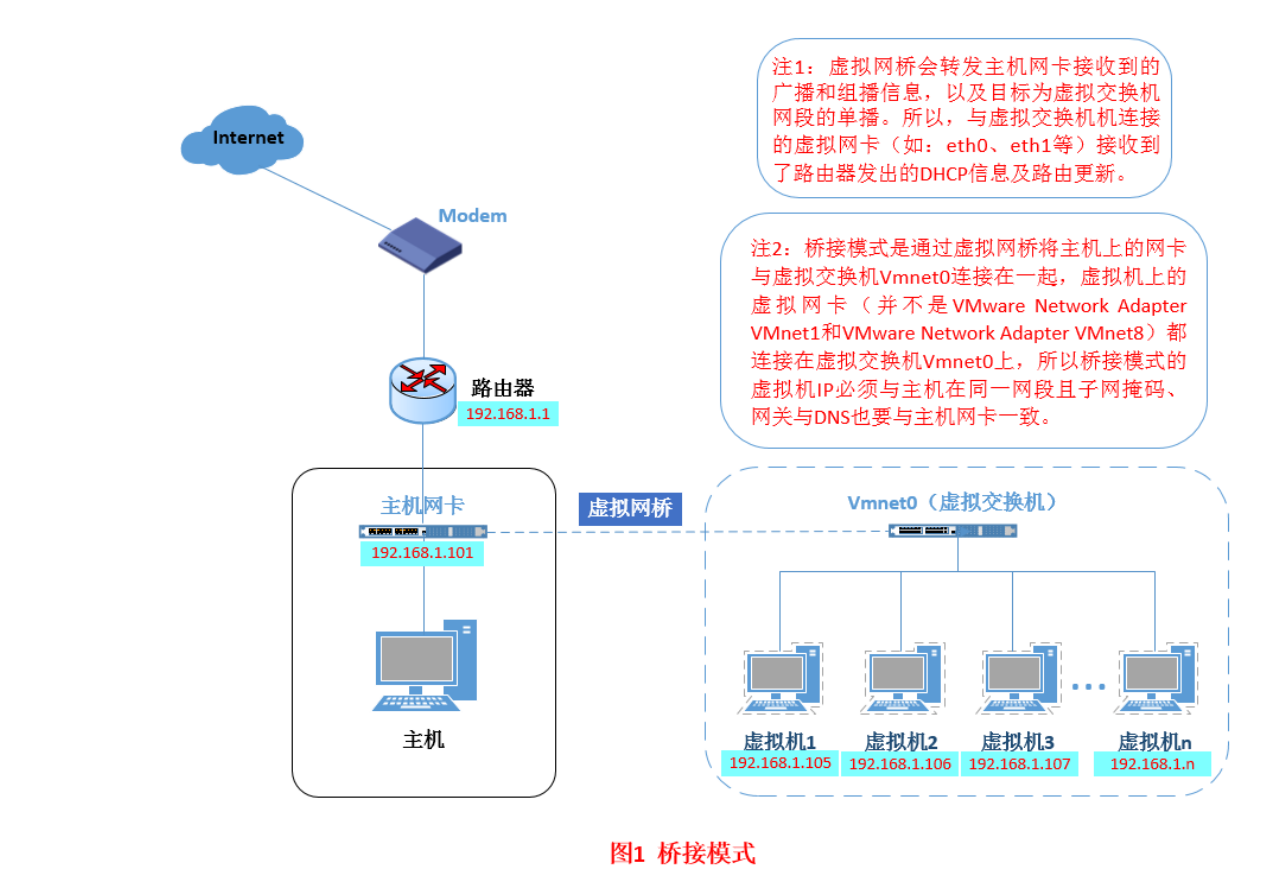 注1：虚拟网桥会转发主机网卡接收到的
广播和组播信息，以及目标为虚拟交换机
网段的单播。所以，与虚拟交换机机连接
的虚拟网卡（如：eth0、eth1等）接收到
了路由器发出的DHCP信息及路由更新。
Internet
Modem
注2：桥接模式是通过虚拟网桥将主机上的网卡
与虚拟交换机Vmnet0连接在一起，虚拟机上的
虚拟网卡（并不是VMware Network Adapter
VMnet1和VMware Network Adapter VMnet8）都
连接在虚拟交换机Vmnet0上，所以桥接模式的
虚拟机IP必须与主机在同一网段且子网掩码、
网关与DNS也要与主机网卡一致。
路由器
192.168.1.1
主机网卡
192.168.1.101
虚拟网桥
Vmnet0（虚拟交换机）
主机
虚拟机1
192.168.1.105
虚拟机2
192.168.1.106
虚拟机3
192.168.1.107
虚拟机n
192.168.1.n
图1 桥接模式